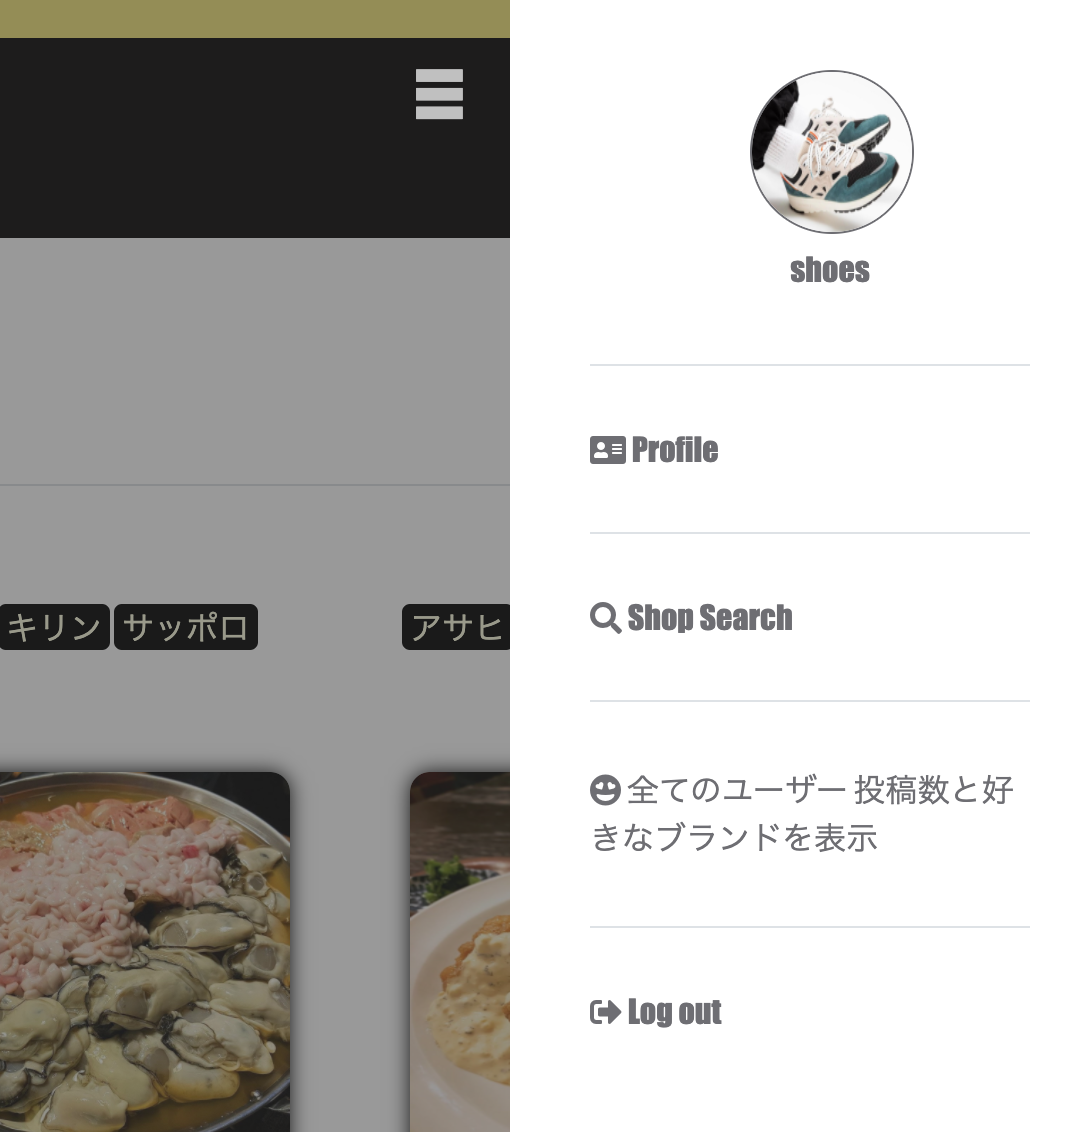 shoes
Profile
Shop Search
キリン サッポロ アサヒ
全てのユーザー 投稿数と好
きなブランドを表示
Log out